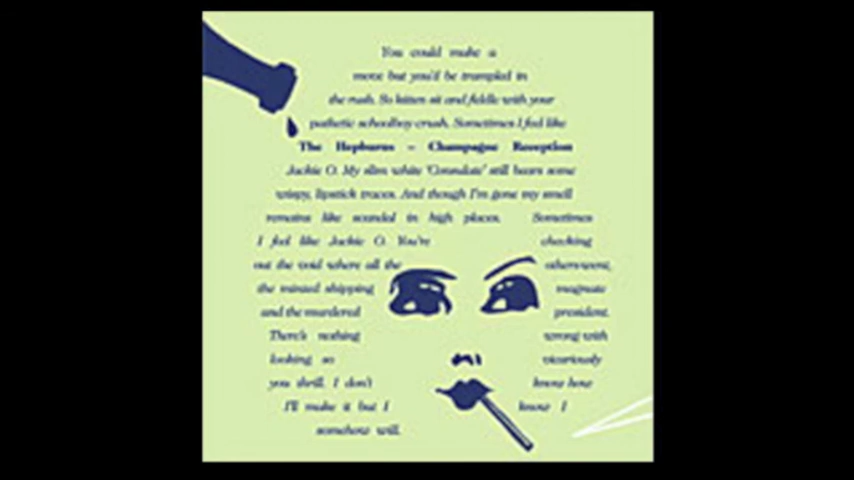 You could make a
move but you'll be trampled in
the rush. So kitten sit and fiddle with your
pathetic schoolboy crush. Sometimes I feel like
The Hepburns – Champagne Reception
Jackie O. My slim white 'Consulate' still bears some
wispy, lipstick traces. And though I'm gone my smell
remains like scandal in high places. Sometimes
I feel like Jackie O. You're checking
out the void where all the others went,
the minted shipping magnate
and the murdered president.
There's nothing wrong with
looking so vicariously
you thrill. I don't know how
I'll make it but I know I
somehow will.